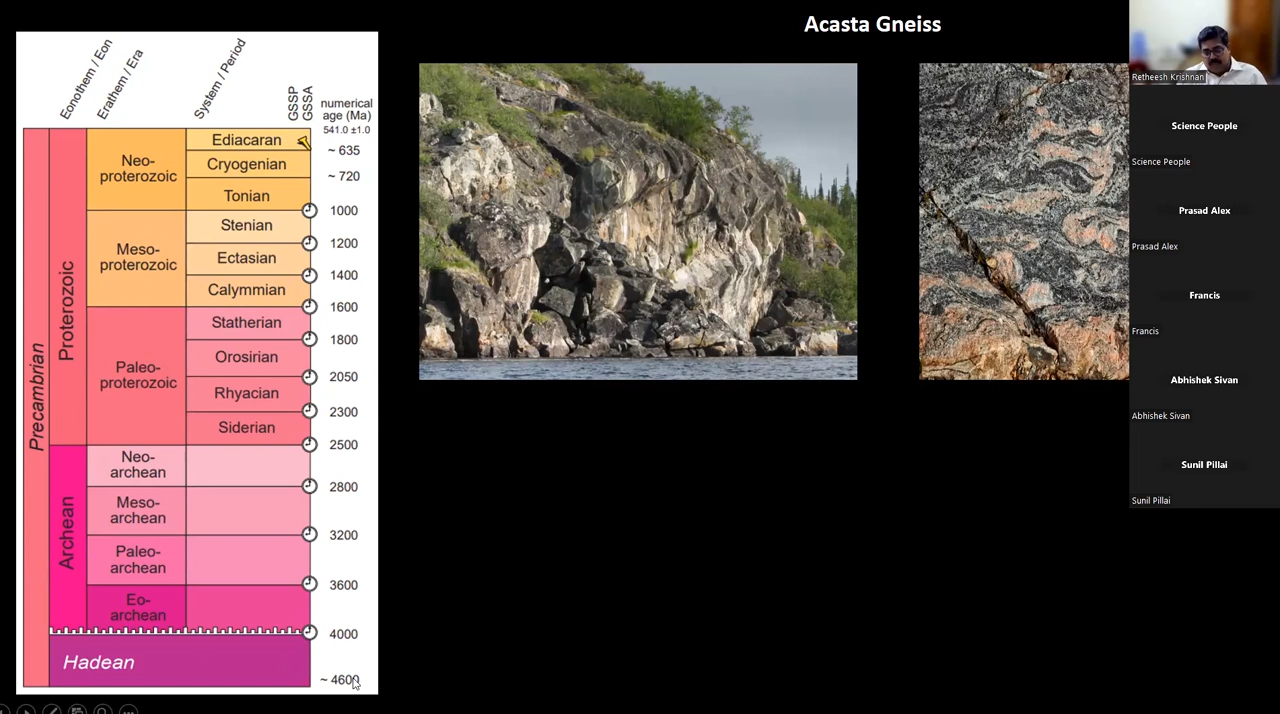 Acasta Gneiss
Eonothem / Eon
Erathem / Era
System / Period
GSSP
GSSA
numerical
age (Ma)
541.0 ±1.0
Precambrian
Proterozoic
Neo-
proterozoic
Ediacaran
~ 635
Cryogenian
~ 720
Tonian
1000
Meso-
proterozoic
Stenian
1200
Ectasian
1400
Calymmian
1600
Paleo-
proterozoic
Statherian
1800
Orosirian
2050
Rhyacian
2300
Siderian
2500
Archean
Neo-
archean
2800
Meso-
archean
3200
Paleo-
archean
3600
Eo-
archean
4000
Hadean
~ 4600
Retheesh Krishnan
Science People
Science People
Prasad Alex
Prasad Alex
Francis
Francis
Abhishek Sivan
Abhishek Sivan
Sunil Pillai
Sunil Pillai